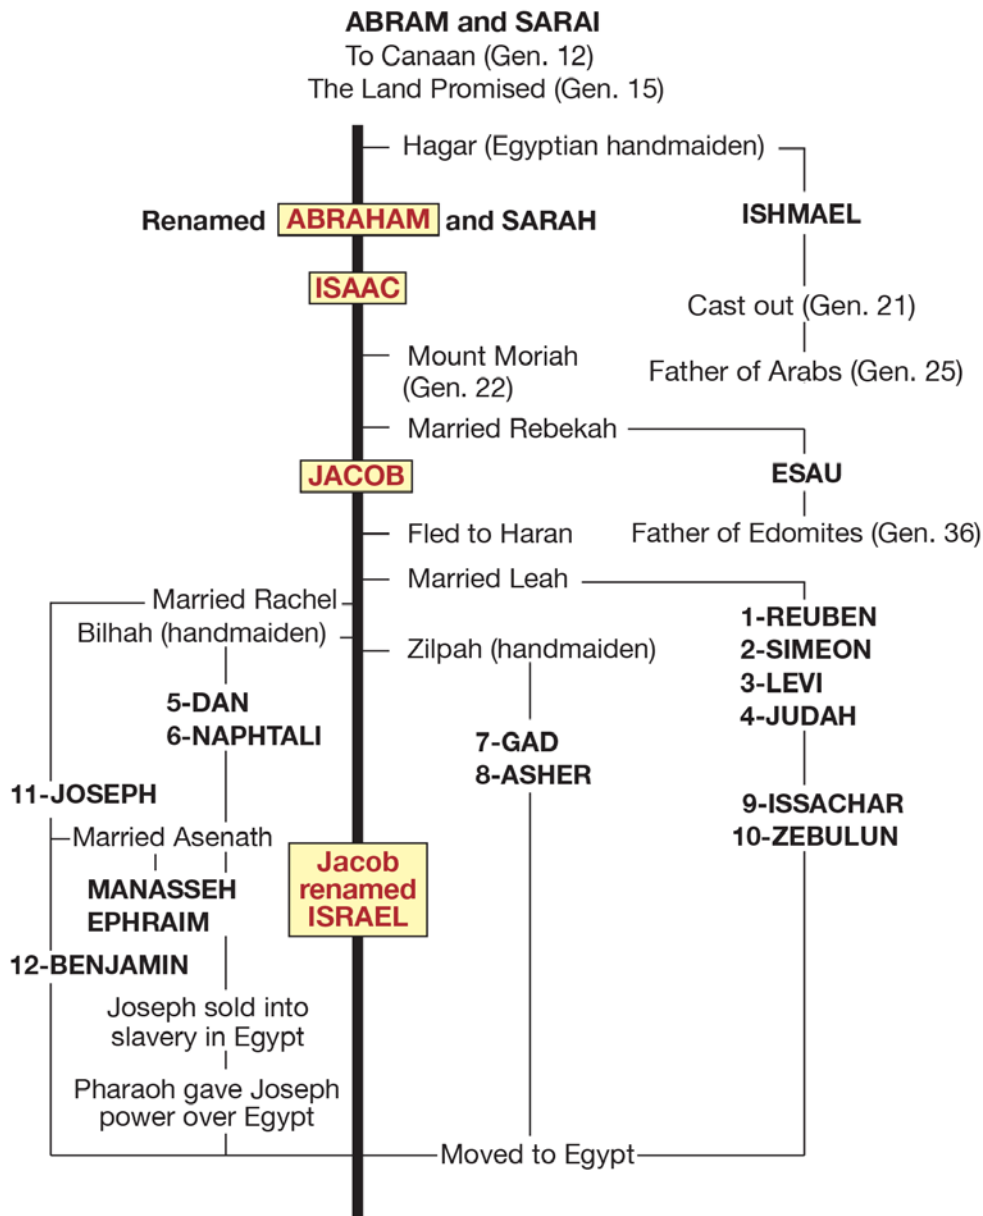 ABRAM and SARAI
To Canaan (Gen. 12)
The Land Promised (Gen. 15)
Hagar (Egyptian handmaiden)
Renamed ABRAHAM and SARAH
ISHMAEL
ISAAC
Cast out (Gen. 21)
Mount Moriah
(Gen. 22)
Father of Arabs (Gen. 25)
Married Rebekah
JACOB
ESAU
Fled to Haran
Father of Edomites (Gen. 36)
Married Leah
Married Rachel
Bilhah (handmaiden)
Zilpah (handmaiden)
1-REUBEN
2-SIMEON
3-LEVI
4-JUDAH
5-DAN
6-NAPHTALI
7-GAD
8-ASHER
9-ISSACHAR
10-ZEBULUN
11-JOSEPH
Married Asenath
MANASSEH
EPHRAIM
Jacob
renamed
ISRAEL
12-BENJAMIN
Joseph sold into
slavery in Egypt
Pharaoh gave Joseph
power over Egypt
Moved to Egypt